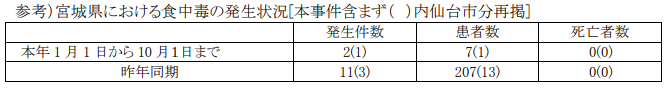 参考)宮城県における食中毒の発生状況[本事件含まず( )内仙台市分再掲]
発生件数 患者数 死亡者数
本年1月1日から10月1日まで 2(1) 7(1) 0(0)
昨年同期 11(3) 207(13) 0(0)